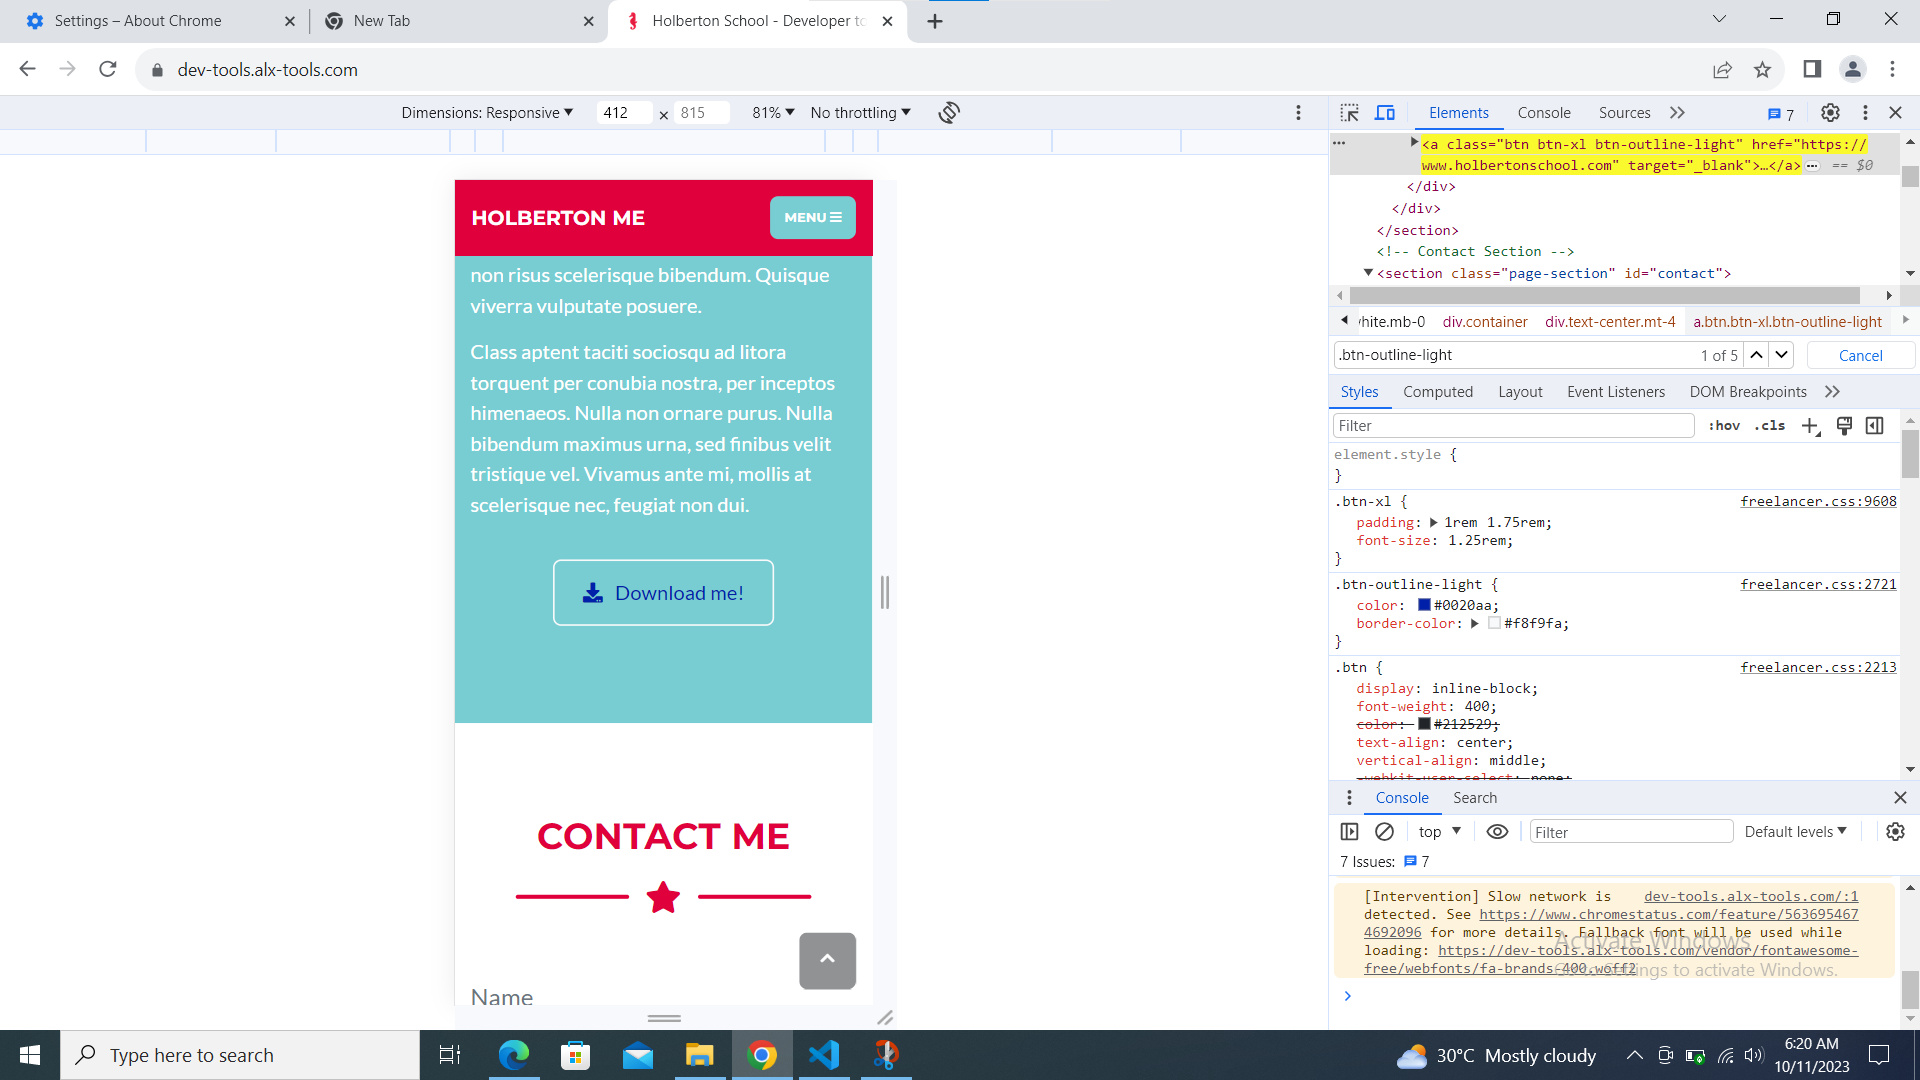 Settings – About Chrome
New Tab
Holberton School - Developer to
dev-tools.alx-tools.com
Dimensions: Responsive
412 × 815
81%
No throttling
Elements
Console
Sources
7
<a class="btn btn-xl btn-outline-light" href="https://
www.holbertonschool.com" target="_blank">…</a> == $0
</div>
</div>
</section>
<!-- Contact Section -->
<section class="page-section" id="contact">
div.container
div.text-center.mt-4
a.btn.btn-xl.btn-outline-light
.btn-outline-light
1 of 5
Cancel
Styles
Computed
Layout
Event Listeners
DOM Breakpoints
Filter
:hov
.cls
element.style {
}
.btn-xl {
freelancer.css:9608
padding: 1rem 1.75rem;
font-size: 1.25rem;
}
.btn-outline-light {
freelancer.css:2721
color: #0020aa;
border-color: #f8f9fa;
}
.btn {
freelancer.css:2213
display: inline-block;
font-weight: 400;
color: #212529;
text-align: center;
vertical-align: middle;
-webkit-user-select: none;
Console
Search
top
Filter
Default levels
7 Issues: 7
[Intervention] Slow network is dev-tools.alx-tools.com/:1
detected. See https://www.chromestatus.com/feature/563695467
4692096 for more details. Fallback font will be used while
loading: https://dev-tools.alx-tools.com/vendor/fontawesome-
free/webfonts/fa-brands-400.woff2
Activate Windows
Go to Settings to activate Windows.
HOLBERTON ME
MENU
non risus scelerisque bibendum. Quisque
viverra vulputate posuere.
Class aptent taciti sociosqu ad litora
torquent per conubia nostra, per inceptos
himenaeos. Nulla non ornare purus. Nulla
bibendum maximus urna, sed finibus velit
tristique vel. Vivamus ante mi, mollis at
scelerisque nec, feugiat non dui.
Download me!
CONTACT ME
Name
Type here to search
30°C Mostly cloudy
6:20 AM
10/11/2023